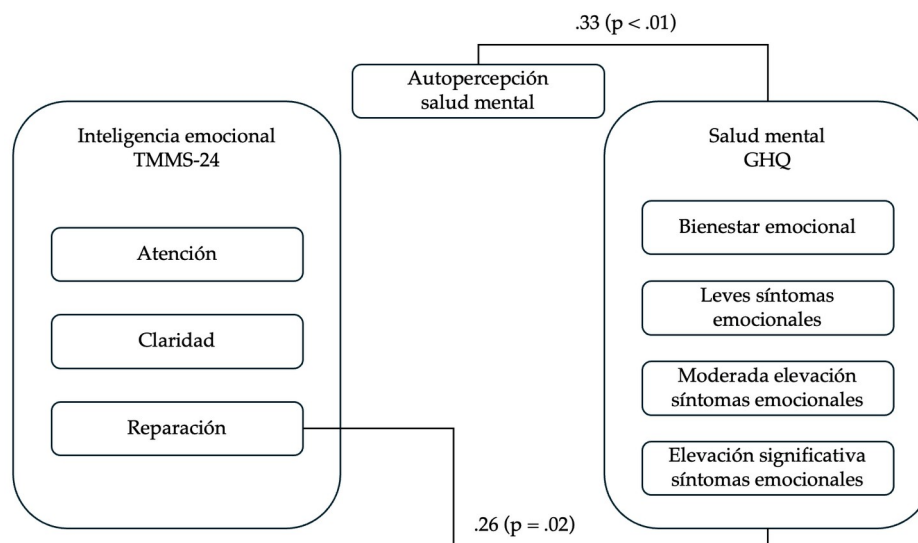 .33 (p < .01)
Autopercepción
salud mental
Inteligencia emocional
TMMS-24
Atención
Claridad
Reparación
Salud mental
GHQ
Bienestar emocional
Leves síntomas
emocionales
Moderada elevación
síntomas emocionales
Elevación significativa
síntomas emocionales
.26 (p = .02)